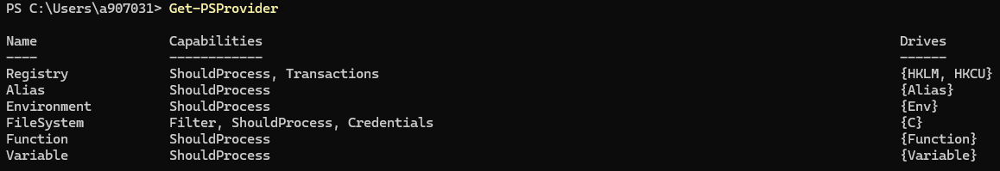 PS C:\Users\a907031> Get-PSProvider
Name Capabilities Drives
---- ------------ ------
Registry ShouldProcess, Transactions {HKLM, HKCU}
Alias ShouldProcess {Alias}
Environment ShouldProcess {Env}
FileSystem Filter, ShouldProcess, Credentials {C}
Function ShouldProcess {Function}
Variable ShouldProcess {Variable}